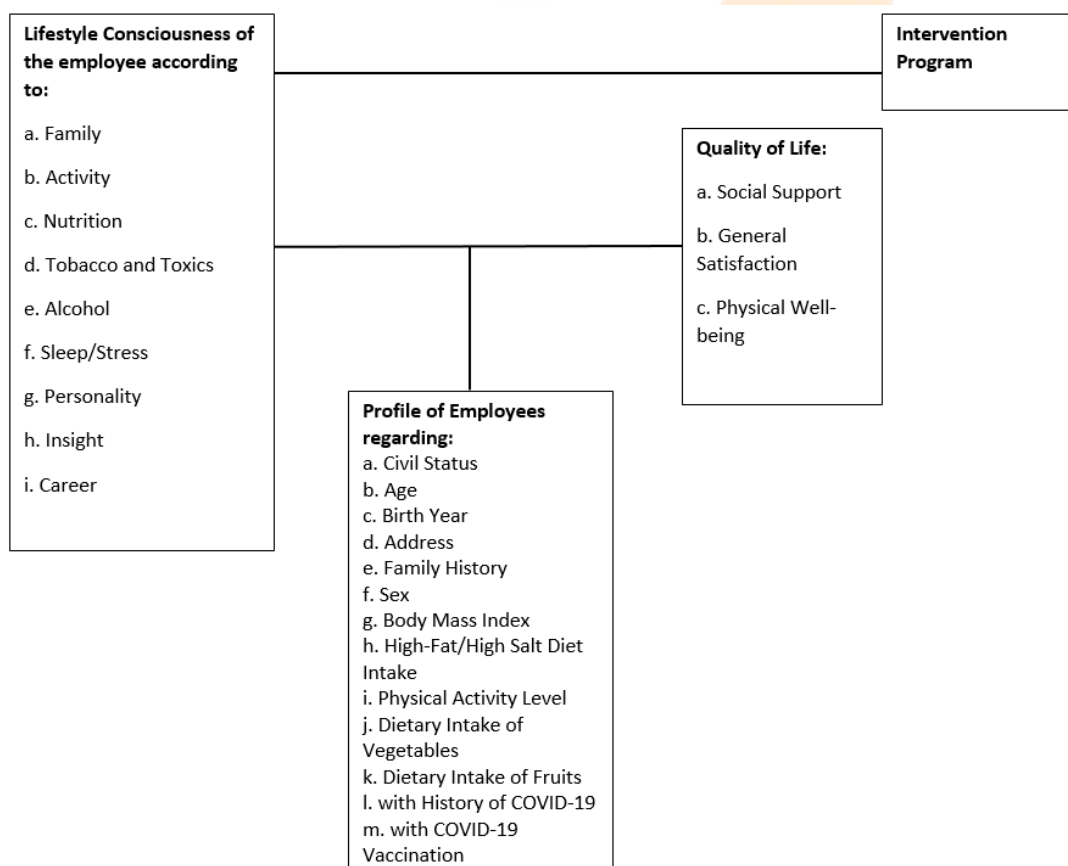 Lifestyle Consciousness of
the employee according
to:
a. Family
b. Activity
c. Nutrition
d. Tobacco and Toxics
e. Alcohol
f. Sleep/Stress
g. Personality
h. Insight
i. Career
Intervention
Program
Quality of Life:
a. Social Support
b. General
Satisfaction
c. Physical Well-
being
Profile of Employees
regarding:
a. Civil Status
b. Age
c. Birth Year
d. Address
e. Family History
f. Sex
g. Body Mass Index
h. High-Fat/High Salt Diet
Intake
i. Physical Activity Level
j. Dietary Intake of
Vegetables
k. Dietary Intake of Fruits
l. with History of COVID-19
m. with COVID-19
Vaccination